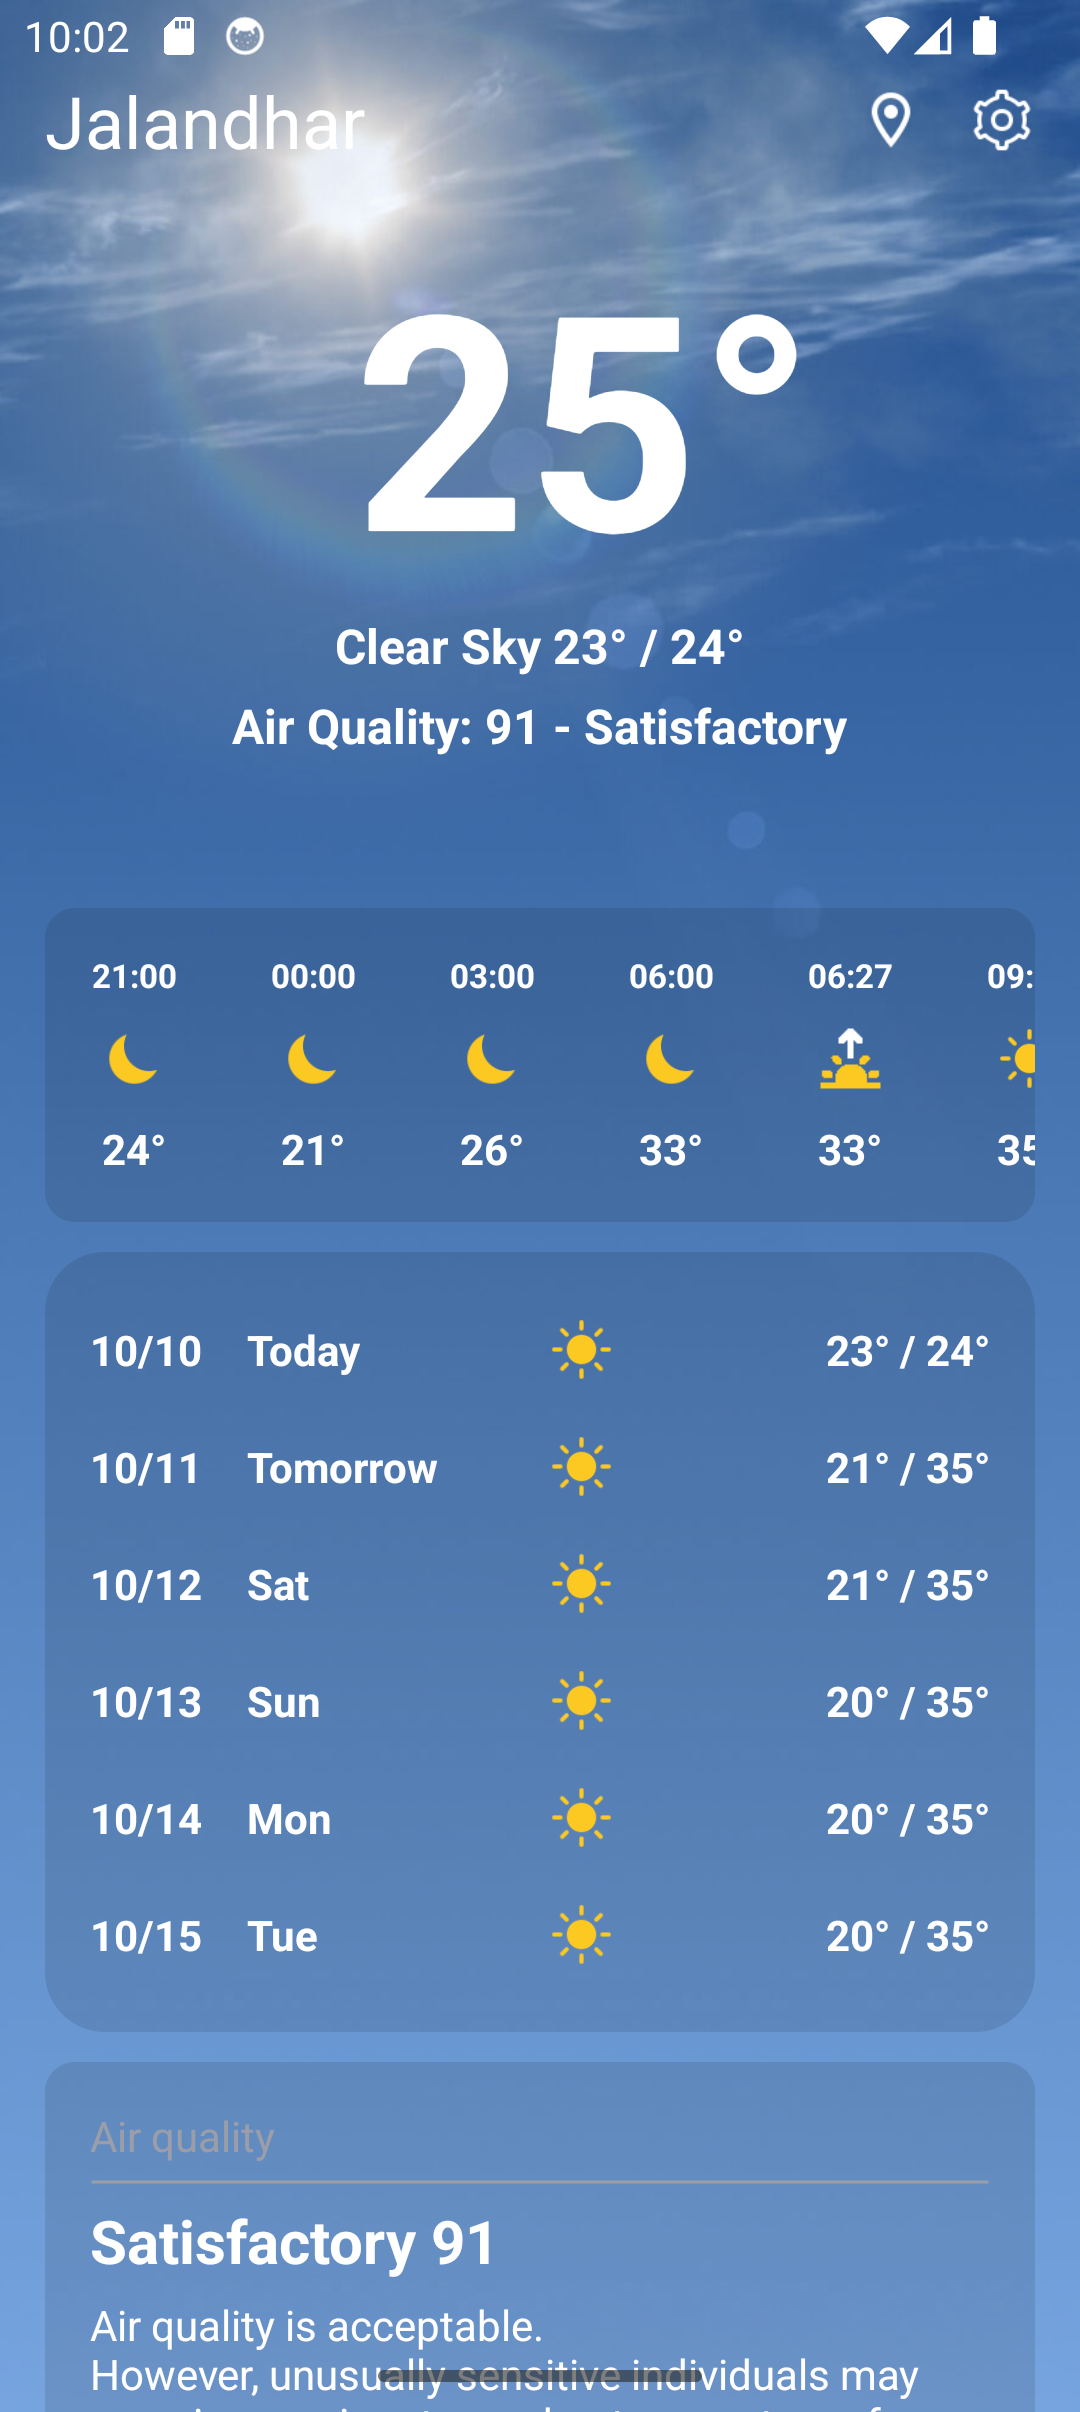 10:02
Jalandhar
25°
Clear Sky 23° / 24°
Air Quality: 91 - Satisfactory
21:00 00:00 03:00 06:00 06:27 09:
24° 21° 26° 33° 33° 35
10/10 Today 23° / 24°
10/11 Tomorrow 21° / 35°
10/12 Sat 21° / 35°
10/13 Sun 20° / 35°
10/14 Mon 20° / 35°
10/15 Tue 20° / 35°
Air quality
Satisfactory 91
Air quality is acceptable.
However, unusually sensitive individuals may